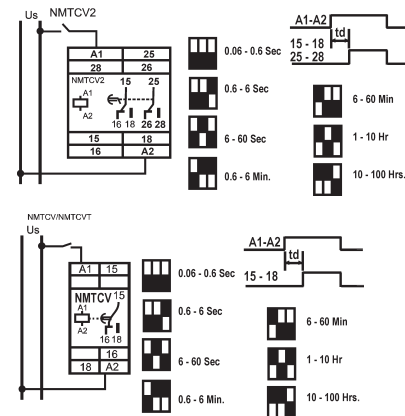 Us NMTCV2
A1 25
28 26
NMTCV2 15 25
A1
A2
16 18 26 28
15 18
16 A2
0.06 - 0.6 Sec
0.6 - 6 Sec
6 - 60 Sec
0.6 - 6 Min.
A1-A2
td
15 - 18
25 - 28
6 - 60 Min
1 - 10 Hr
10 - 100 Hrs.
NMTCV/NMTCVT
Us
A1 15
NMTCV 15
A1
A2
16 18
16
18 A2
0.06 - 0.6 Sec
0.6 - 6 Sec
6 - 60 Sec
0.6 - 6 Min.
A1-A2
td
15 - 18
6 - 60 Min
1 - 10 Hr
10 - 100 Hrs.